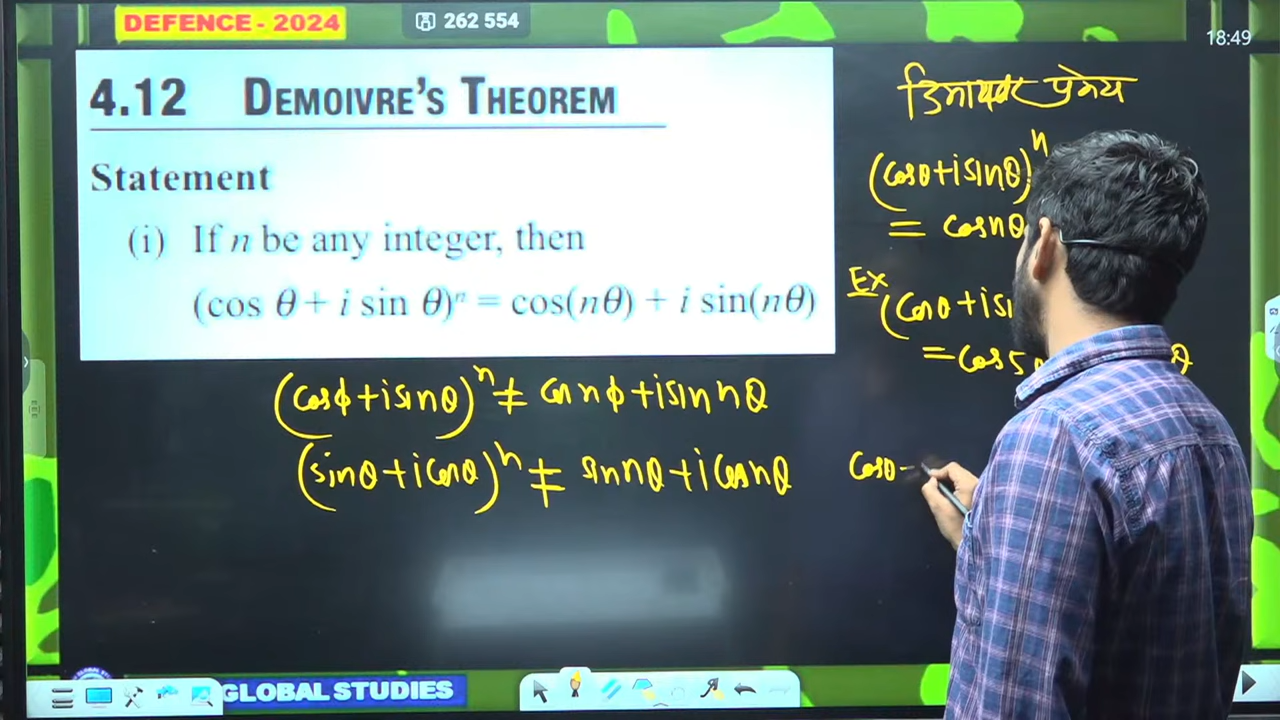 DEFENCE - 2024
262 554
18:49
4.12 DEMOIVRE'S THEOREM
Statement
(i) If n be any integer, then
(cos θ + i sin θ)ⁿ = cos(nθ) + i sin(nθ)
डिमायवर प्रमेय
(cosθ+isinθ)ⁿ
= cosnθ
Ex
(cosθ+isi
=cos5
θ
(cosϕ+isinθ)ⁿ ≠ cosnϕ+isinnθ
(sinθ+icosθ)ⁿ ≠ sinnθ+icosnθ
cosθ-
GLOBAL STUDIES